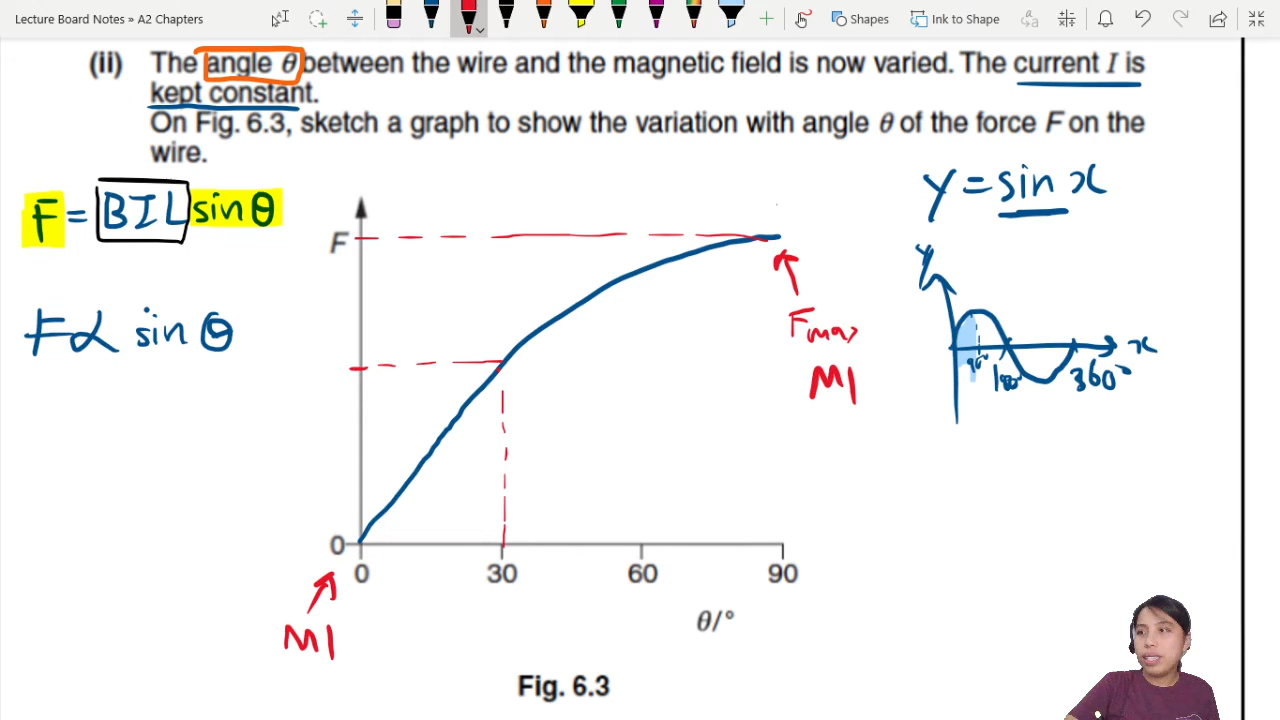 Lecture Board Notes » A2 Chapters
Shapes
Ink to Shape
(ii) The angle θ between the wire and the magnetic field is now varied. The current I is
kept constant.
On Fig. 6.3, sketch a graph to show the variation with angle θ of the force F on the
wire.
F = BIL sin θ
y = sin x
F
y
F ∝ sin θ
Fmax
M1
x
90°
180°
360°
0
0 30 60 90
θ/°
M1
Fig. 6.3